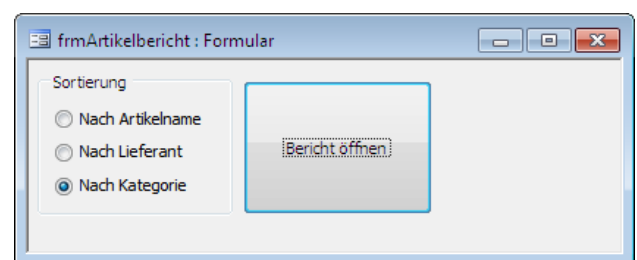 frmArtikelbericht : Formular
Sortierung
Nach Artikelname
Nach Lieferant
Nach Kategorie
Bericht öffnen